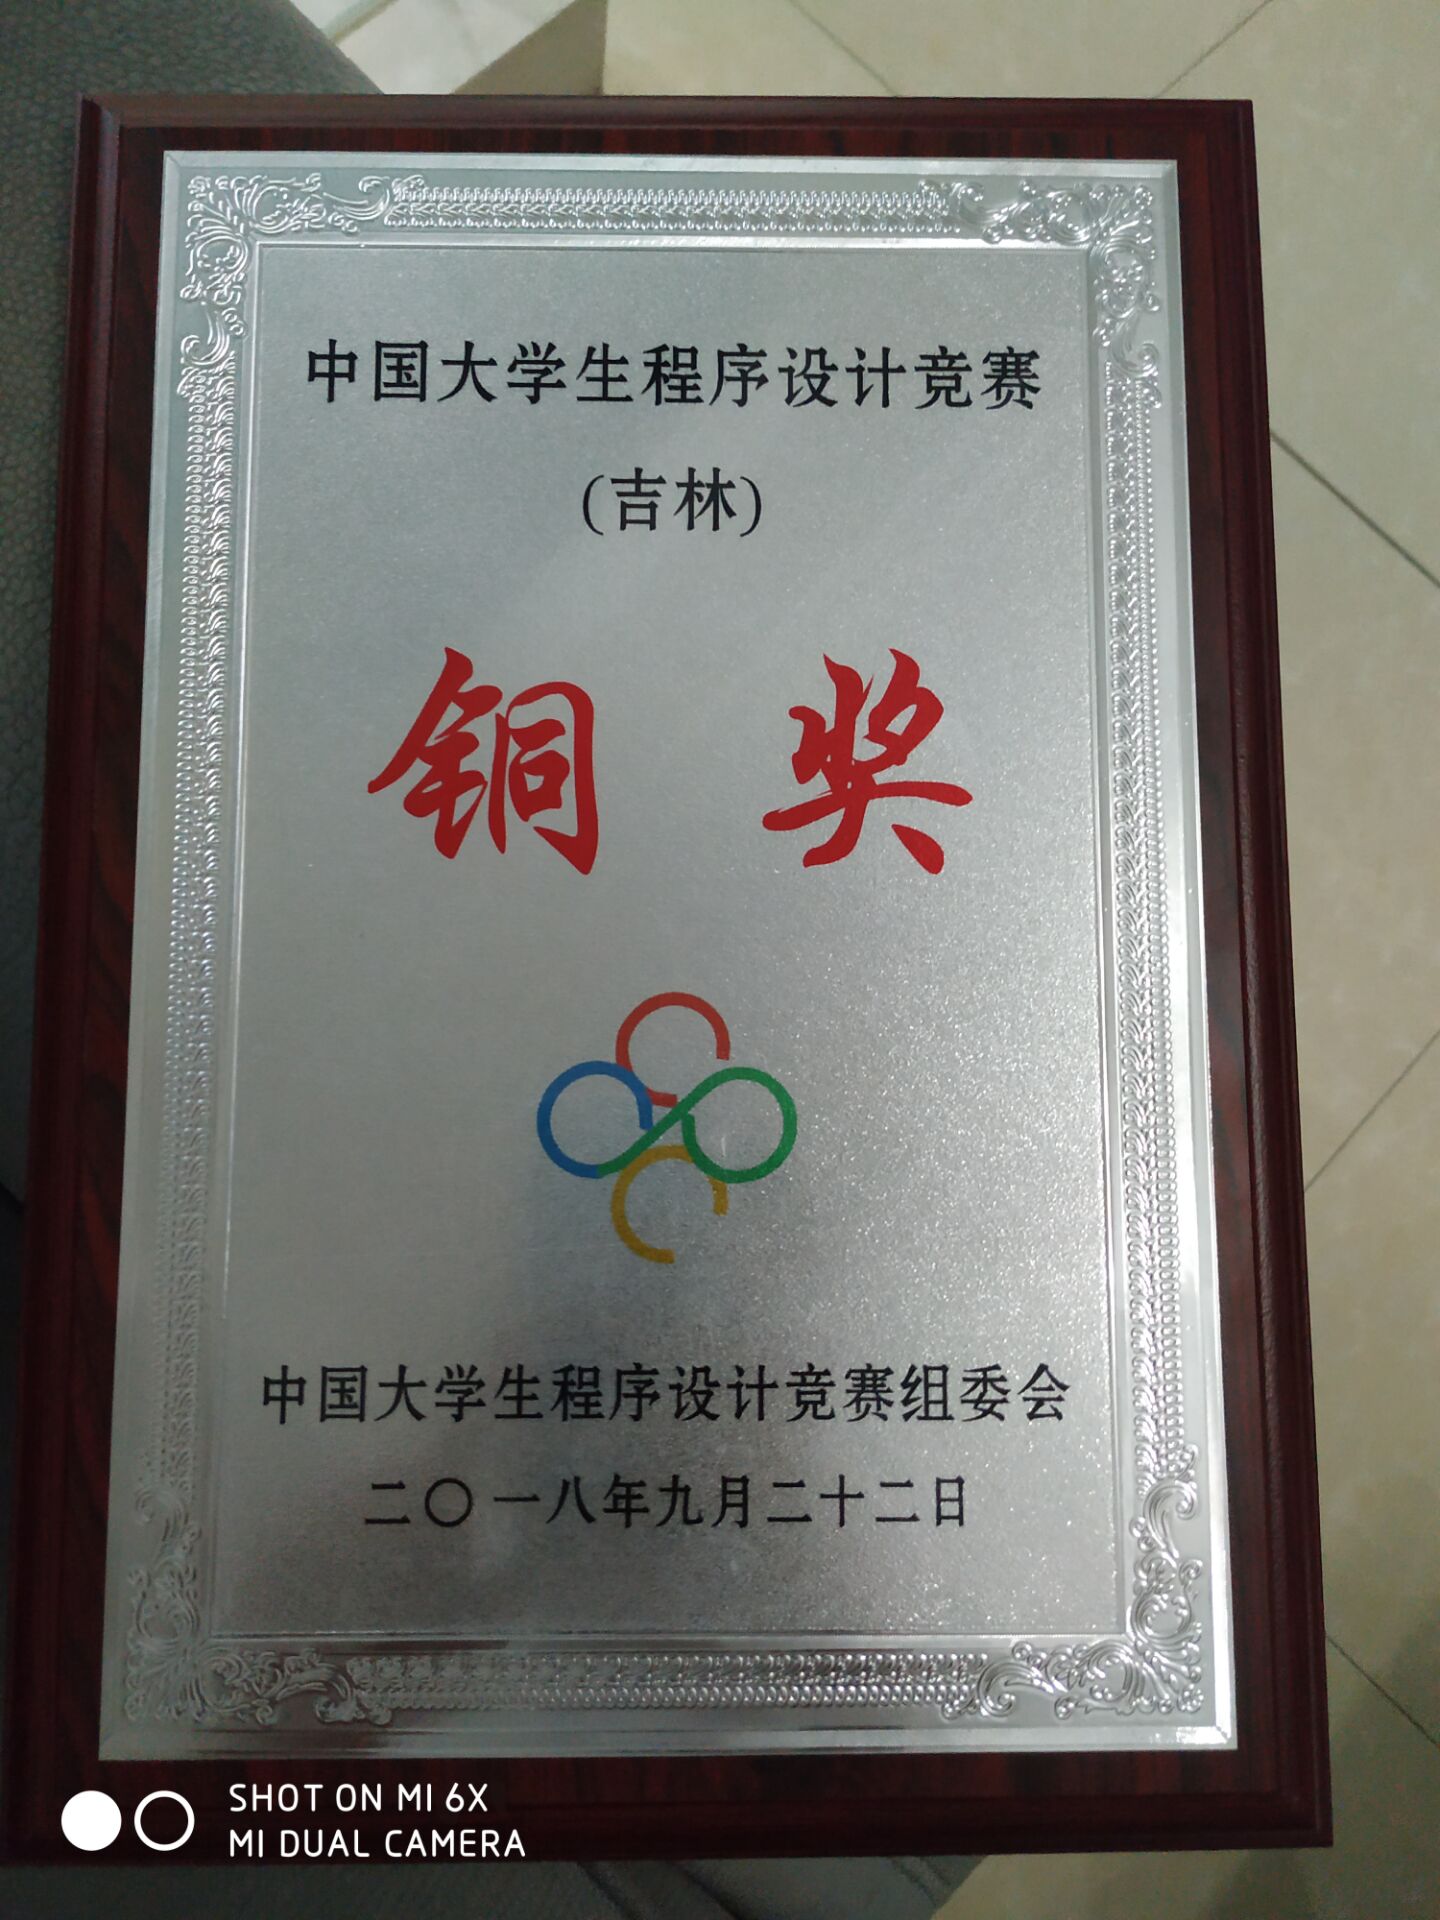 中国大学生程序设计竞赛
(吉林)
铜 奖
中国大学生程序设计竞赛组委会
二〇一八年九月二十二日
SHOT ON MI 6X
MI DUAL CAMERA